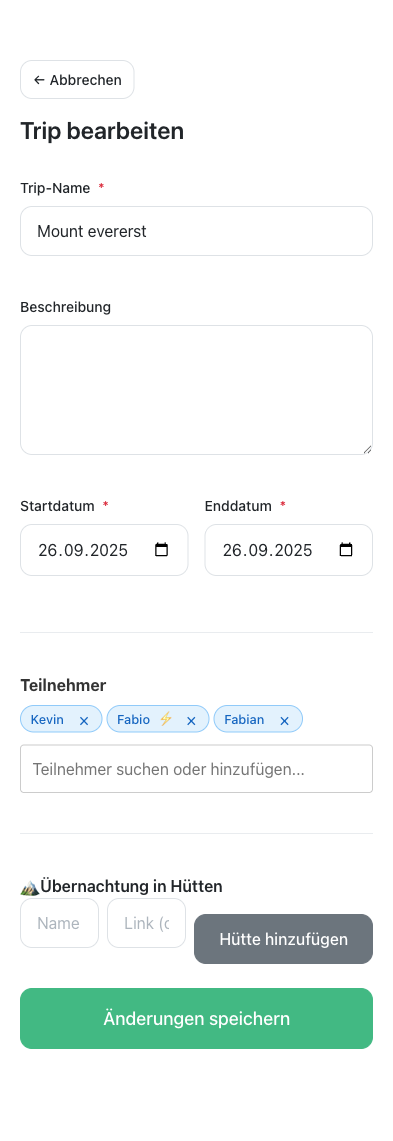 ← Abbrechen
Trip bearbeiten
Trip-Name *
Mount evererst
Beschreibung
Startdatum * Enddatum *
26.09.2025 26.09.2025
Teilnehmer
Kevin × Fabio ⚡ × Fabian ×
Teilnehmer suchen oder hinzufügen...
🏔️Übernachtung in Hütten
Name Link (c Hütte hinzufügen
Änderungen speichern